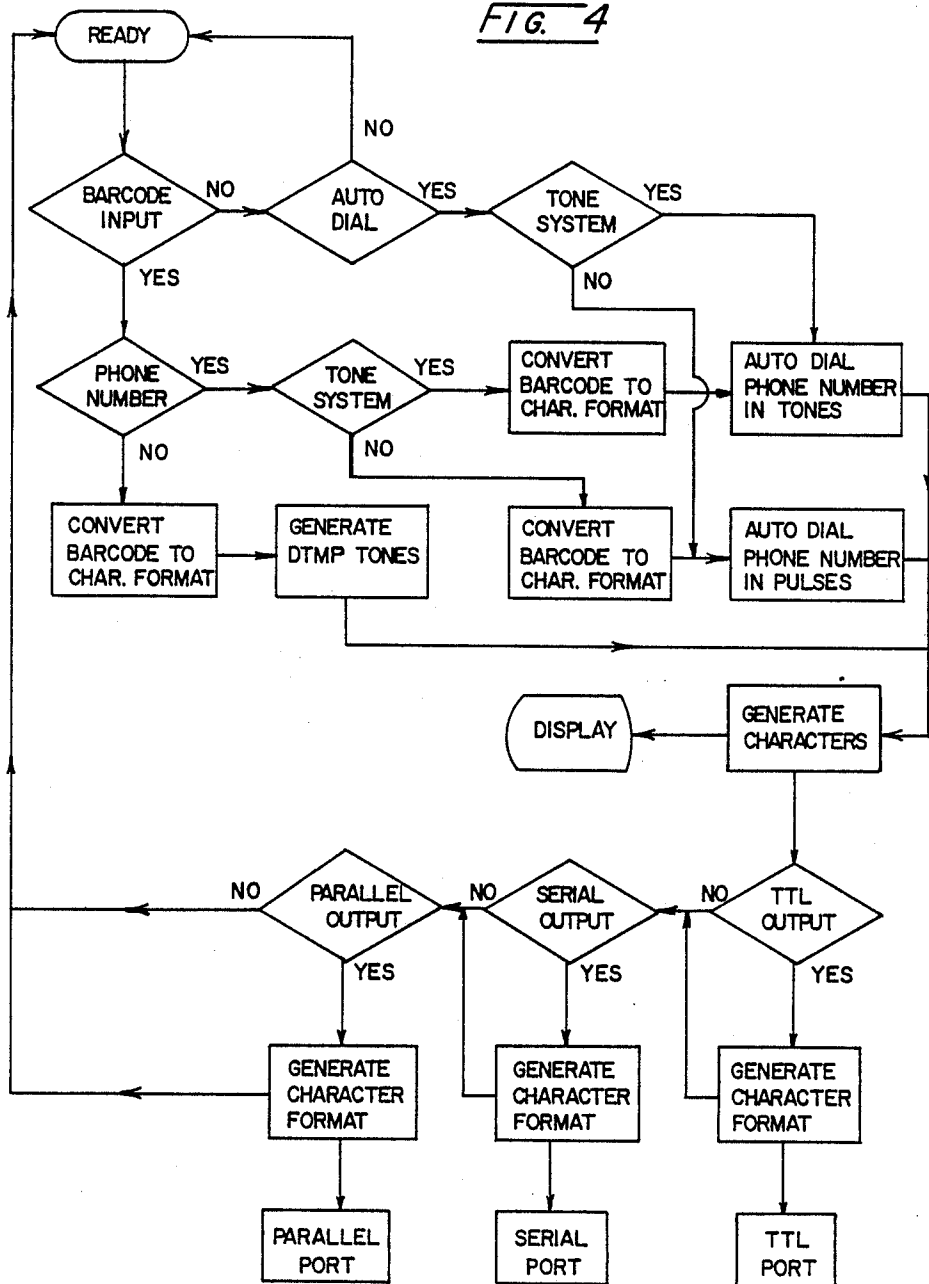 FIG. 4
READY
NO
BARCODE
INPUT
NO
AUTO
DIAL
YES
TONE
SYSTEM
YES
YES
NO
PHONE
NUMBER
YES
TONE
SYSTEM
YES
CONVERT
BARCODE TO
CHAR. FORMAT
AUTO DIAL
PHONE NUMBER
IN TONES
NO
NO
CONVERT
BARCODE TO
CHAR. FORMAT
GENERATE
DTMP TONES
CONVERT
BARCODE TO
CHAR. FORMAT
AUTO DIAL
PHONE NUMBER
IN PULSES
DISPLAY
GENERATE
CHARACTERS
NO
PARALLEL
OUTPUT
NO
SERIAL
OUTPUT
NO
TTL
OUTPUT
YES
YES
YES
GENERATE
CHARACTER
FORMAT
GENERATE
CHARACTER
FORMAT
GENERATE
CHARACTER
FORMAT
PARALLEL
PORT
SERIAL
PORT
TTL
PORT